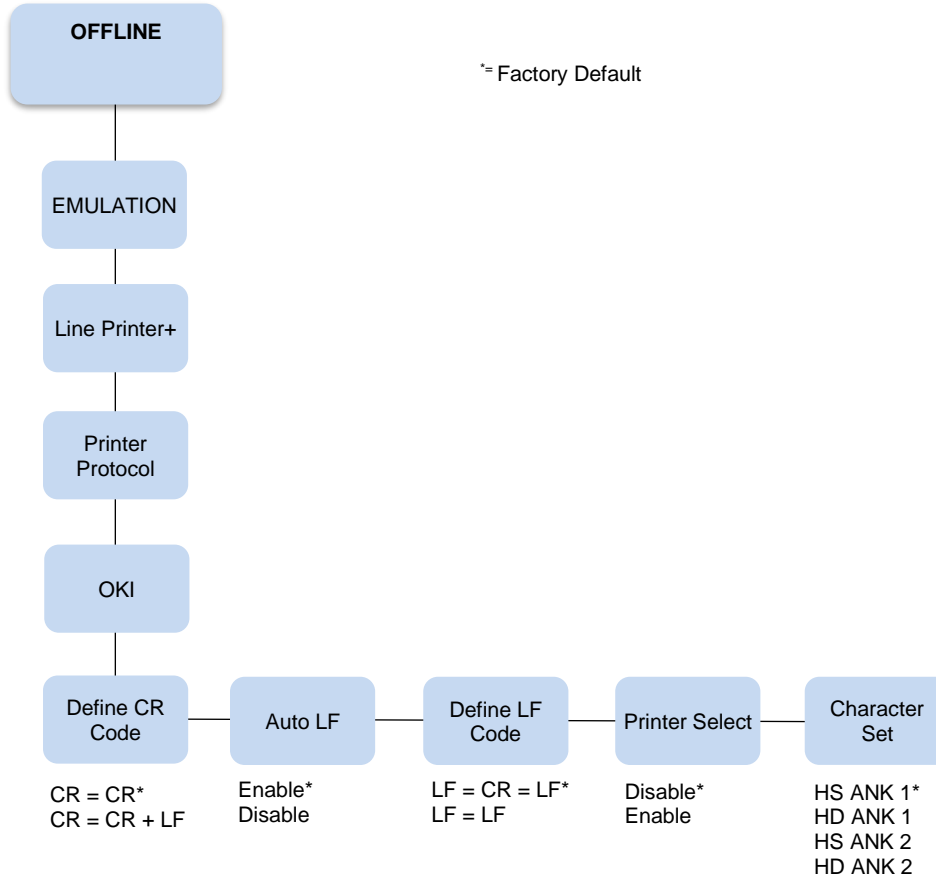 OFFLINE
*= Factory Default
EMULATION
Line Printer+
Printer
Protocol
OKI
Define CR
Code
Auto LF
Define LF
Code
Printer Select
Character
Set
CR = CR*
CR = CR + LF
Enable*
Disable
LF = CR = LF*
LF = LF
Disable*
Enable
HS ANK 1*
HD ANK 1
HS ANK 2
HD ANK 2